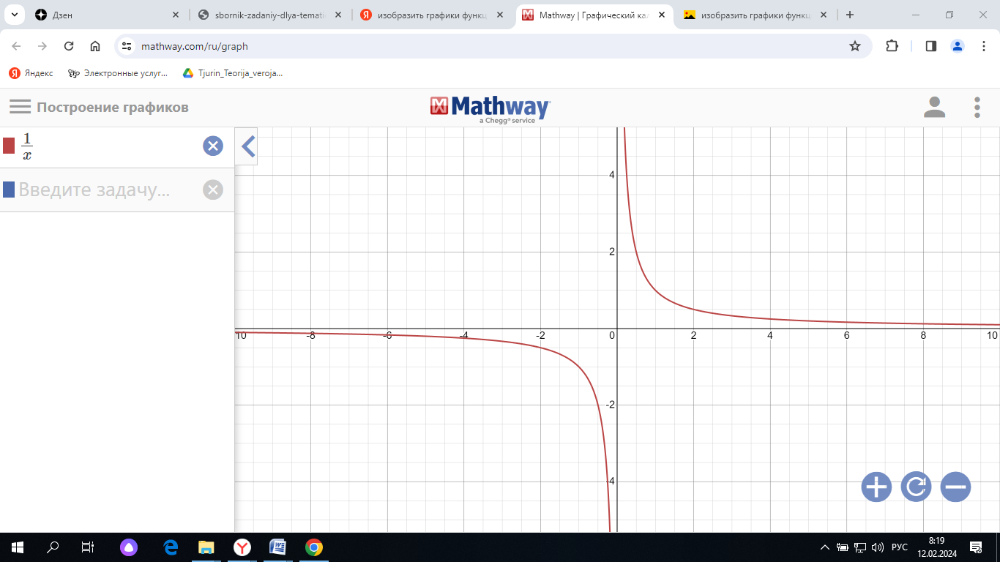 Дзен
sbornik-zadaniy-dlya-temati
изобразить графики функц
Mathway | Графический кал
изобразить графики функц
mathway.com/ru/graph
Яндекс
Электронные услуг...
Tjurin_Teorija_veroja...
Построение графиков
Mathway
a Chegg® service
1
x
Введите задачу...
4
2
10 -8 -6 -4 -2 0 2 4 6 8 10
-2
-4
РУС
8:19
12.02.2024